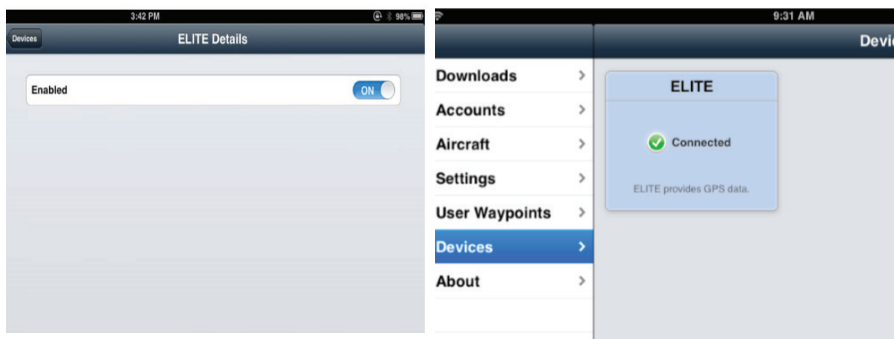 3:42 PM
98%
Devices
ELITE Details
Enabled
ON
9:31 AM
Devi
Downloads
Accounts
Aircraft
Settings
User Waypoints
Devices
About
ELITE
Connected
ELITE provides GPS data.